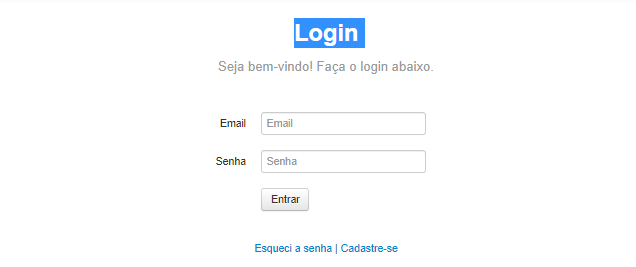 Login
Seja bem-vindo! Faça o login abaixo.
Email Email
Senha Senha
Entrar
Esqueci a senha | Cadastre-se